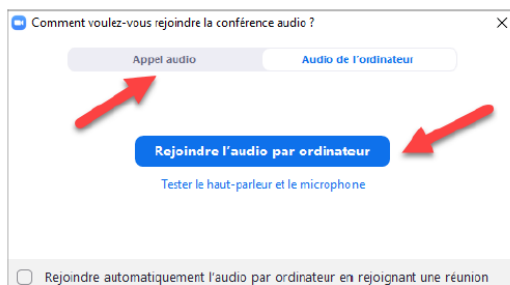 Comment voulez-vous rejoindre la conférence audio ?
Appel audio
Audio de l'ordinateur
Rejoindre l'audio par ordinateur
Tester le haut-parleur et le microphone
Rejoindre automatiquement l'audio par ordinateur en rejoignant une réunion